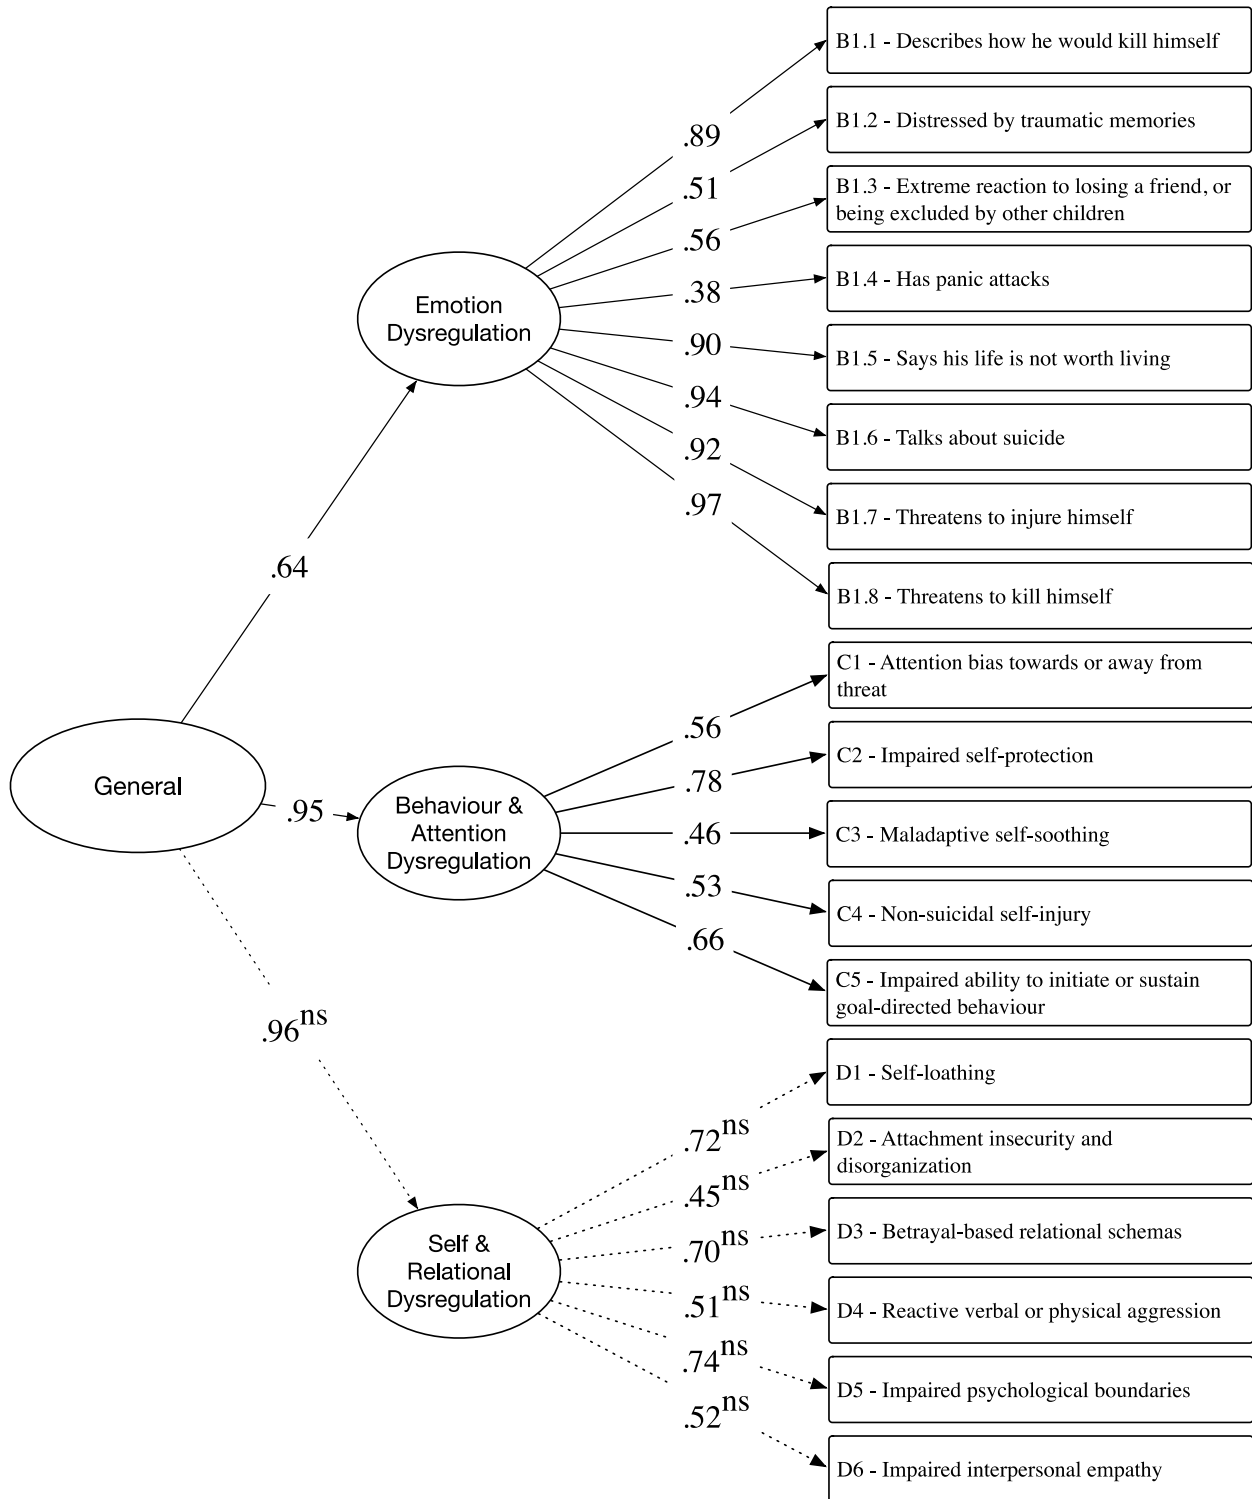 B1.1 - Describes how he would kill himself
.89
B1.2 - Distressed by traumatic memories
.51
B1.3 - Extreme reaction to losing a friend, or
being excluded by other children
.56
Emotion
Dysregulation
.38
B1.4 - Has panic attacks
.90
B1.5 - Says his life is not worth living
.94
B1.6 - Talks about suicide
.92
B1.7 - Threatens to injure himself
.97
B1.8 - Threatens to kill himself
.64
C1 - Attention bias towards or away from
threat
.56
C2 - Impaired self-protection
.78
General
.95
Behaviour &
Attention
Dysregulation
.46
C3 - Maladaptive self-soothing
.53
C4 - Non-suicidal self-injury
.66
C5 - Impaired ability to initiate or sustain
goal-directed behaviour
.96ns
D1 - Self-loathing
.72ns
D2 - Attachment insecurity and
disorganization
.45ns
D3 - Betrayal-based relational schemas
.70ns
Self &
Relational
Dysregulation
.51ns
D4 - Reactive verbal or physical aggression
.74ns
D5 - Impaired psychological boundaries
.52ns
D6 - Impaired interpersonal empathy